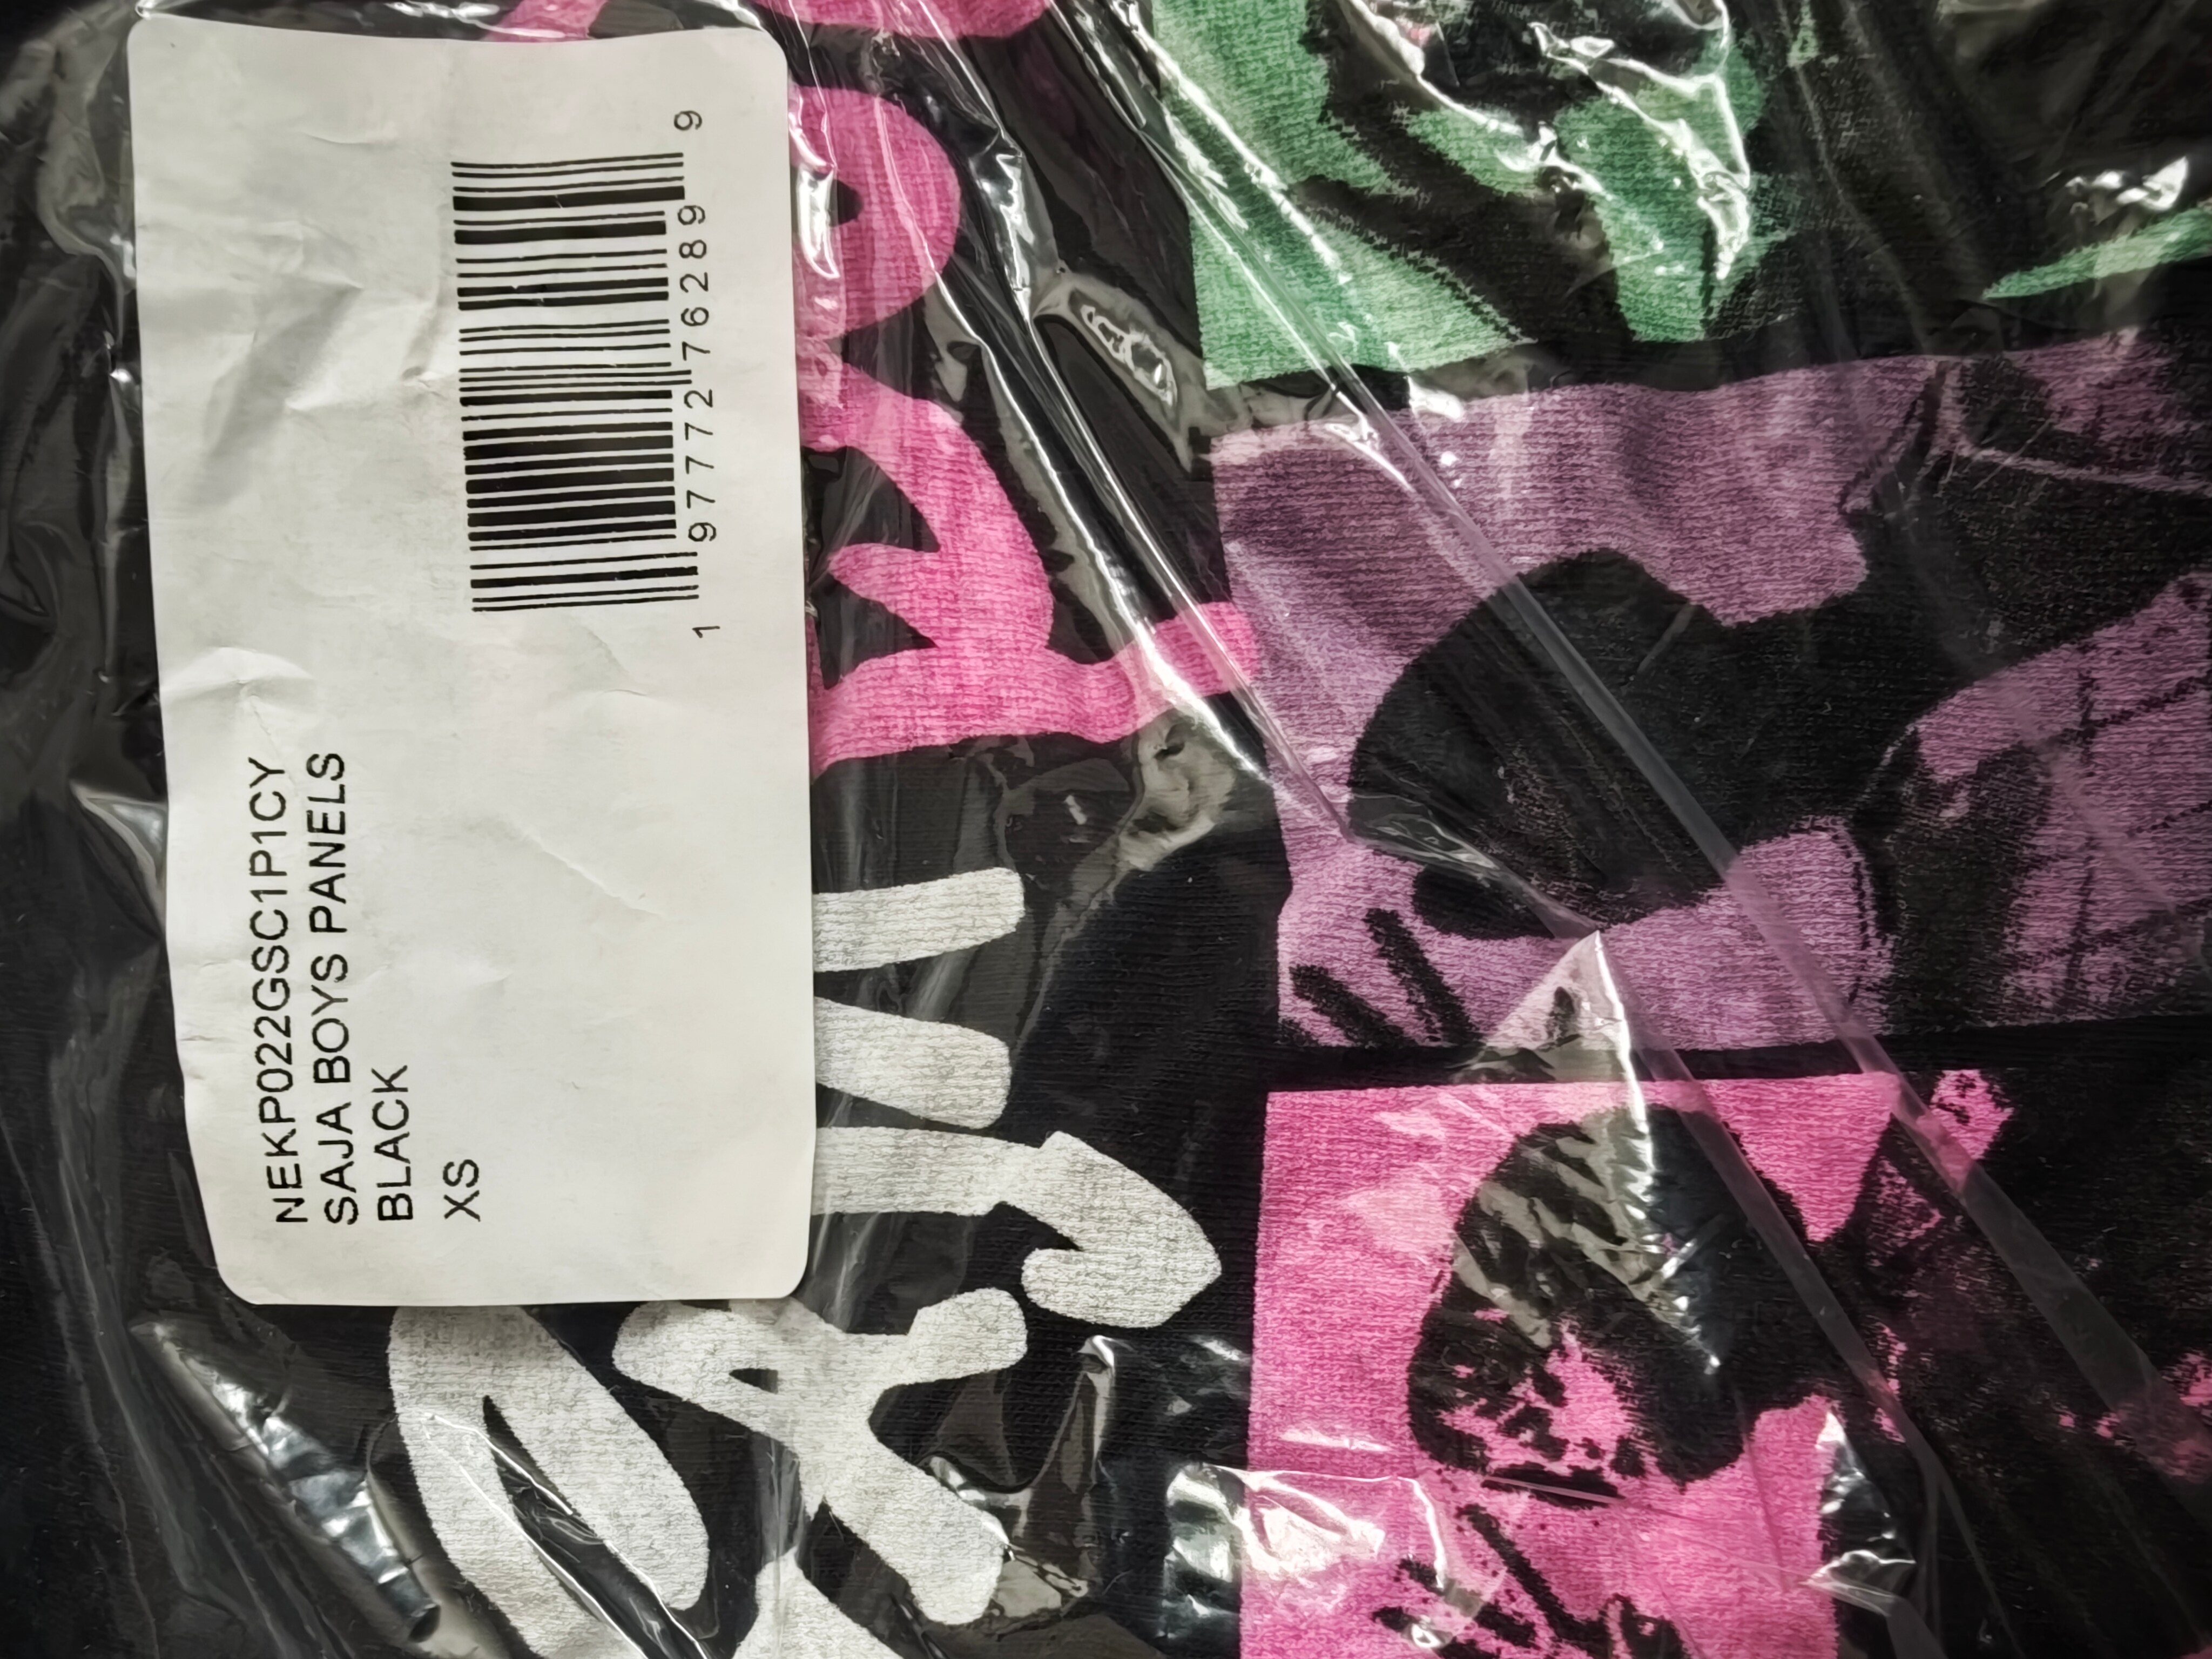 NEKP022GSC1P1CY
SAJA BOYS PANELS
BLACK
XS
1 97772 76289 9